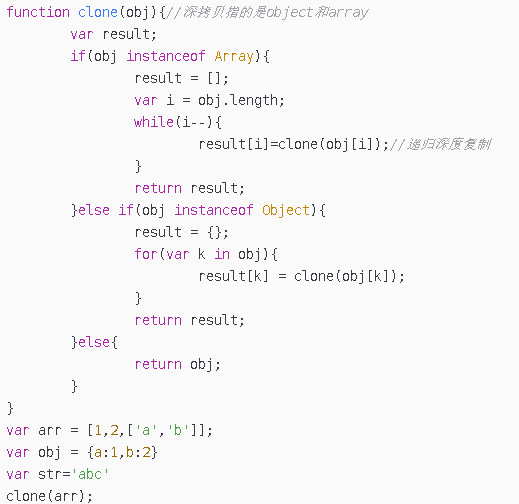 function clone(obj){//深拷贝指的是object和array
        var result;
        if(obj instanceof Array){
                result = [];
                var i = obj.length;
                while(i--){
                        result[i]=clone(obj[i]);//递归深度复制
                }
                return result;
        }else if(obj instanceof Object){
                result = {};
                for(var k in obj){
                        result[k] = clone(obj[k]);
                }
                return result;
        }else{
                return obj;
        }
}
var arr = [1,2,['a','b']];
var obj = {a:1,b:2}
var str='abc'
clone(arr);